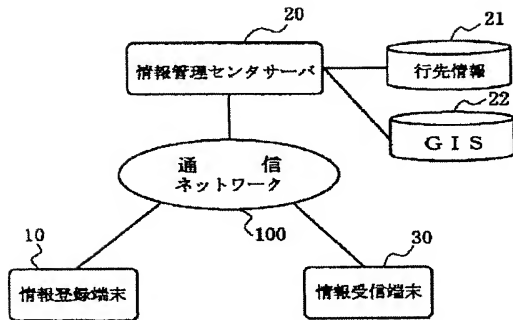 20
21
情報管理センタサーバ
行先情報
22
GIS
通 信
ネットワーク
100
10
30
情報登録端末
情報受信端末